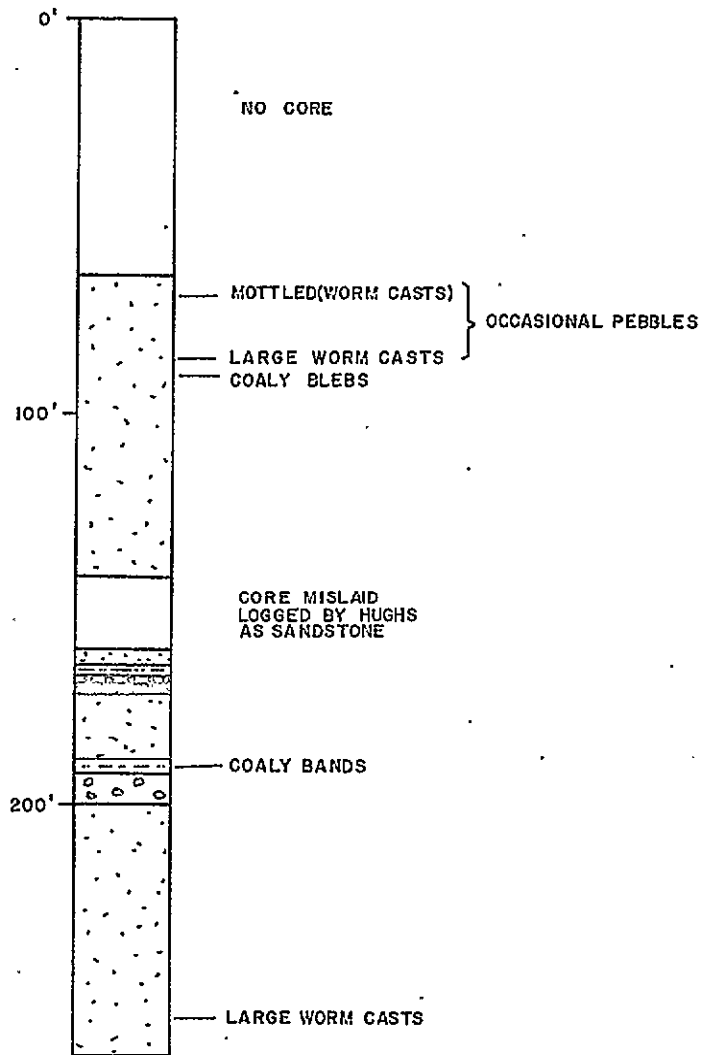 0'
NO CORE
MOTTLED(WORM CASTS)
OCCASIONAL PEBBLES
LARGE WORM CASTS
COALY BLEBS
100'
CORE MISLAID
LOGGED BY HUGHS
AS SANDSTONE
COALY BANDS
200'
LARGE WORM CASTS